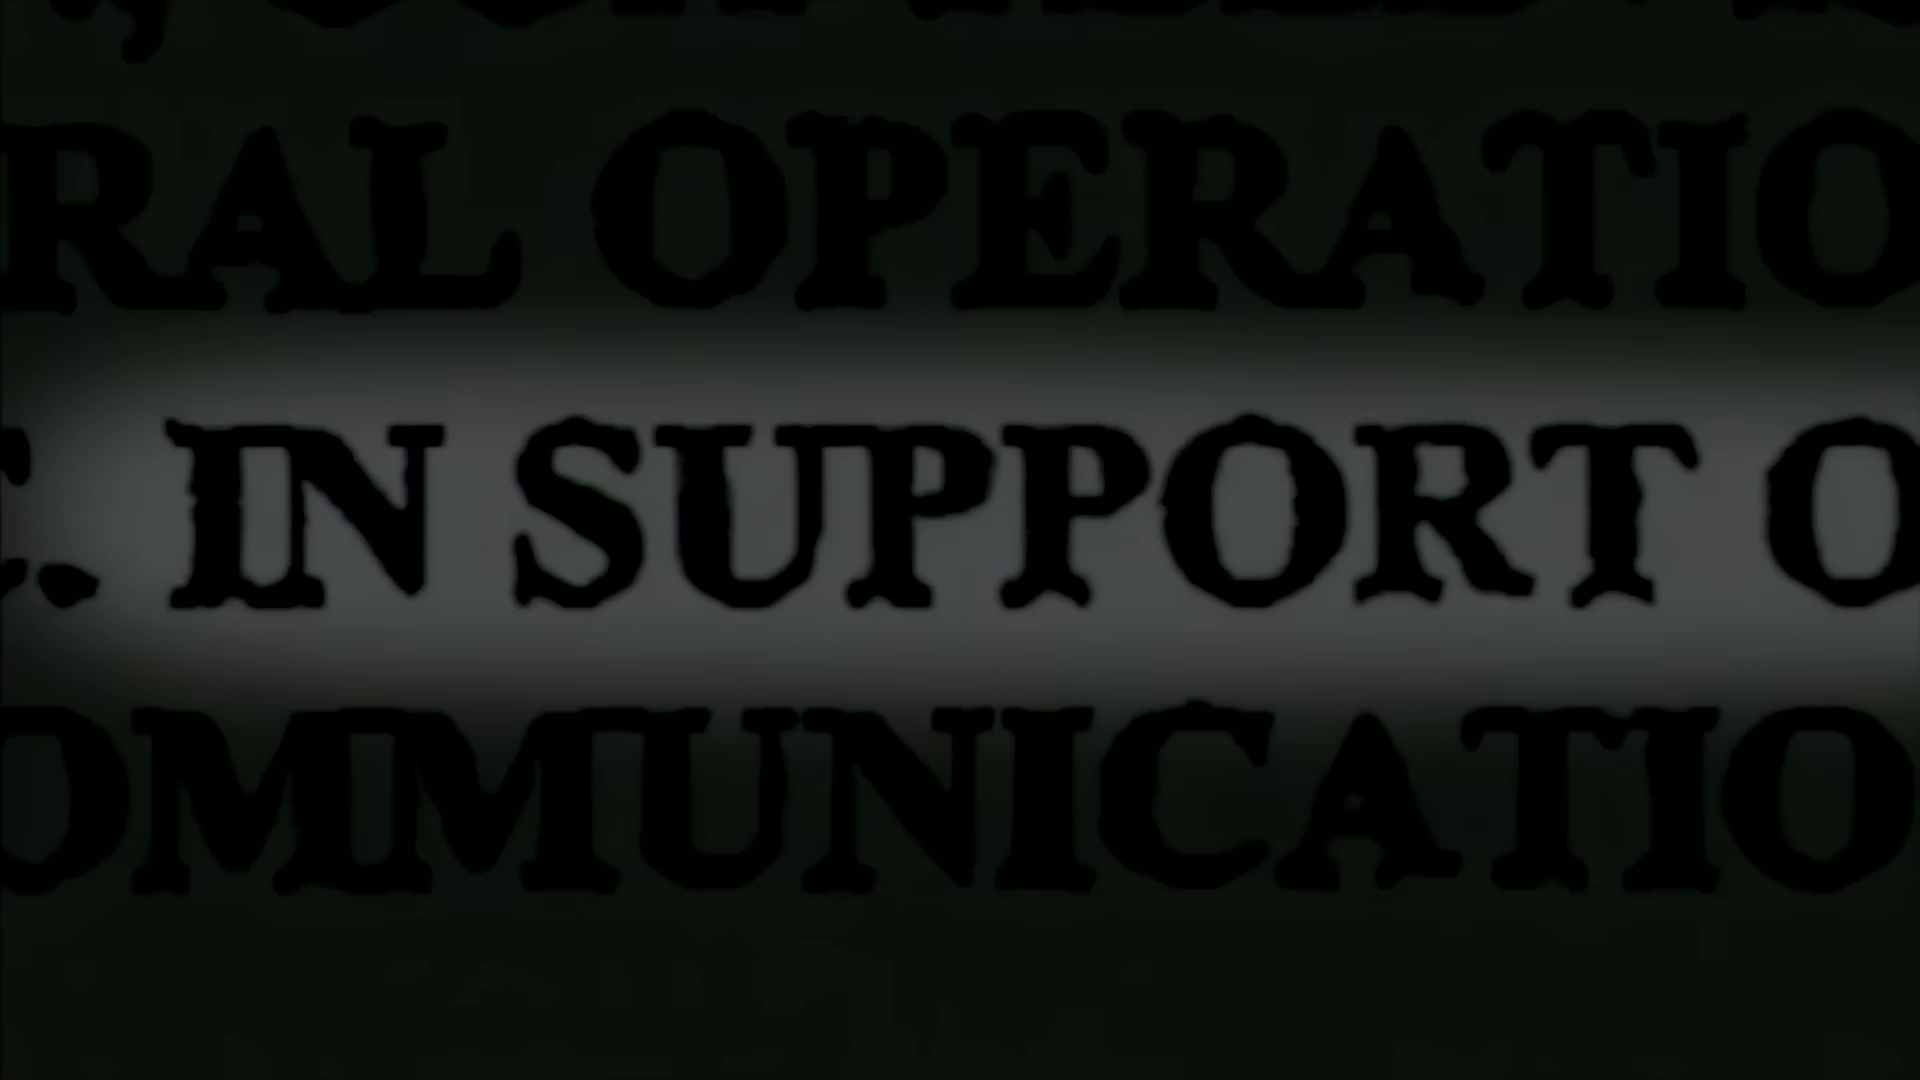 RAL OPERATIO
. IN SUPPORT O
OMMUNICATIO